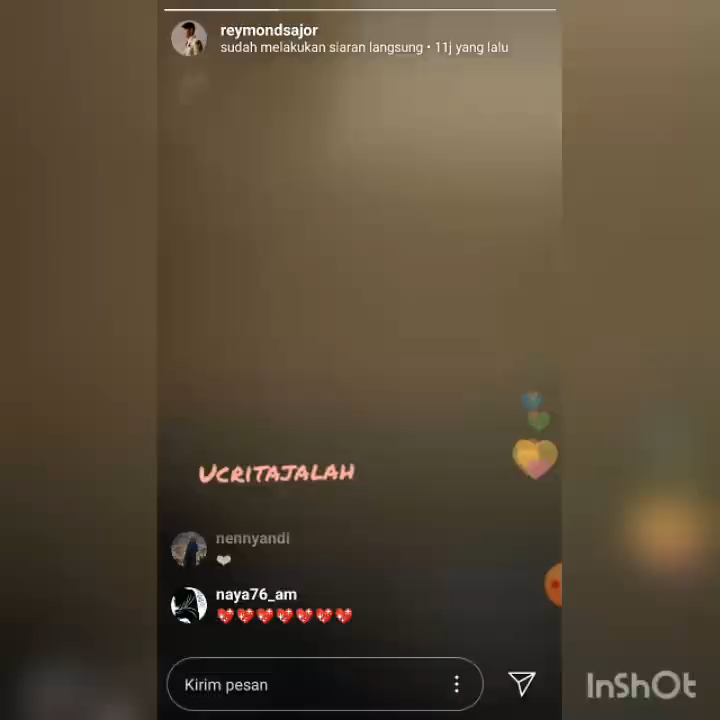 reymondsajor
sudah melakukan siaran langsung • 11j yang lalu
UCRITAJALAH
nennyandi
❤
naya76_am
💖💖💖💖💖💖💖
Kirim pesan
InShOt